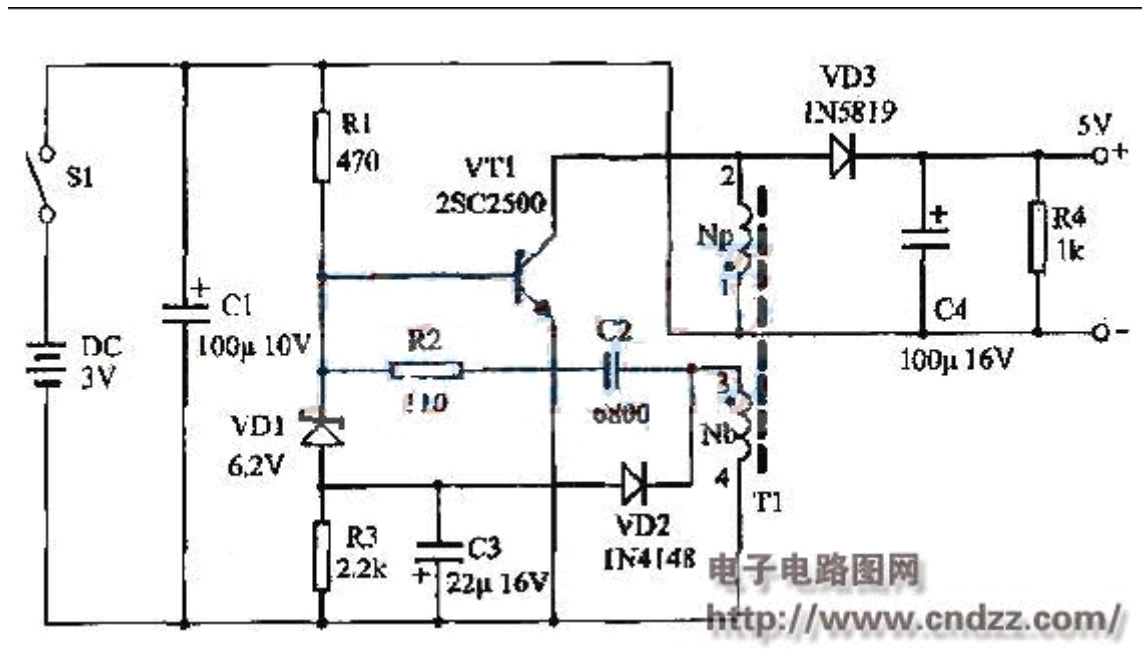 VD3
1N5819
5V
+
R1
470
S1
VT1
2SC2500
2
+
R4
1k
Np
1
+
C1
100μ 10V
C4
DC
3V
R2
C2
100μ 16V
-
6800
3
VD1
6.2V
Nb
4
T1
R3
2.2k
C3
+
22μ 16V
VD2
1N4148
电子电路图网
http://www.cndzz.com/